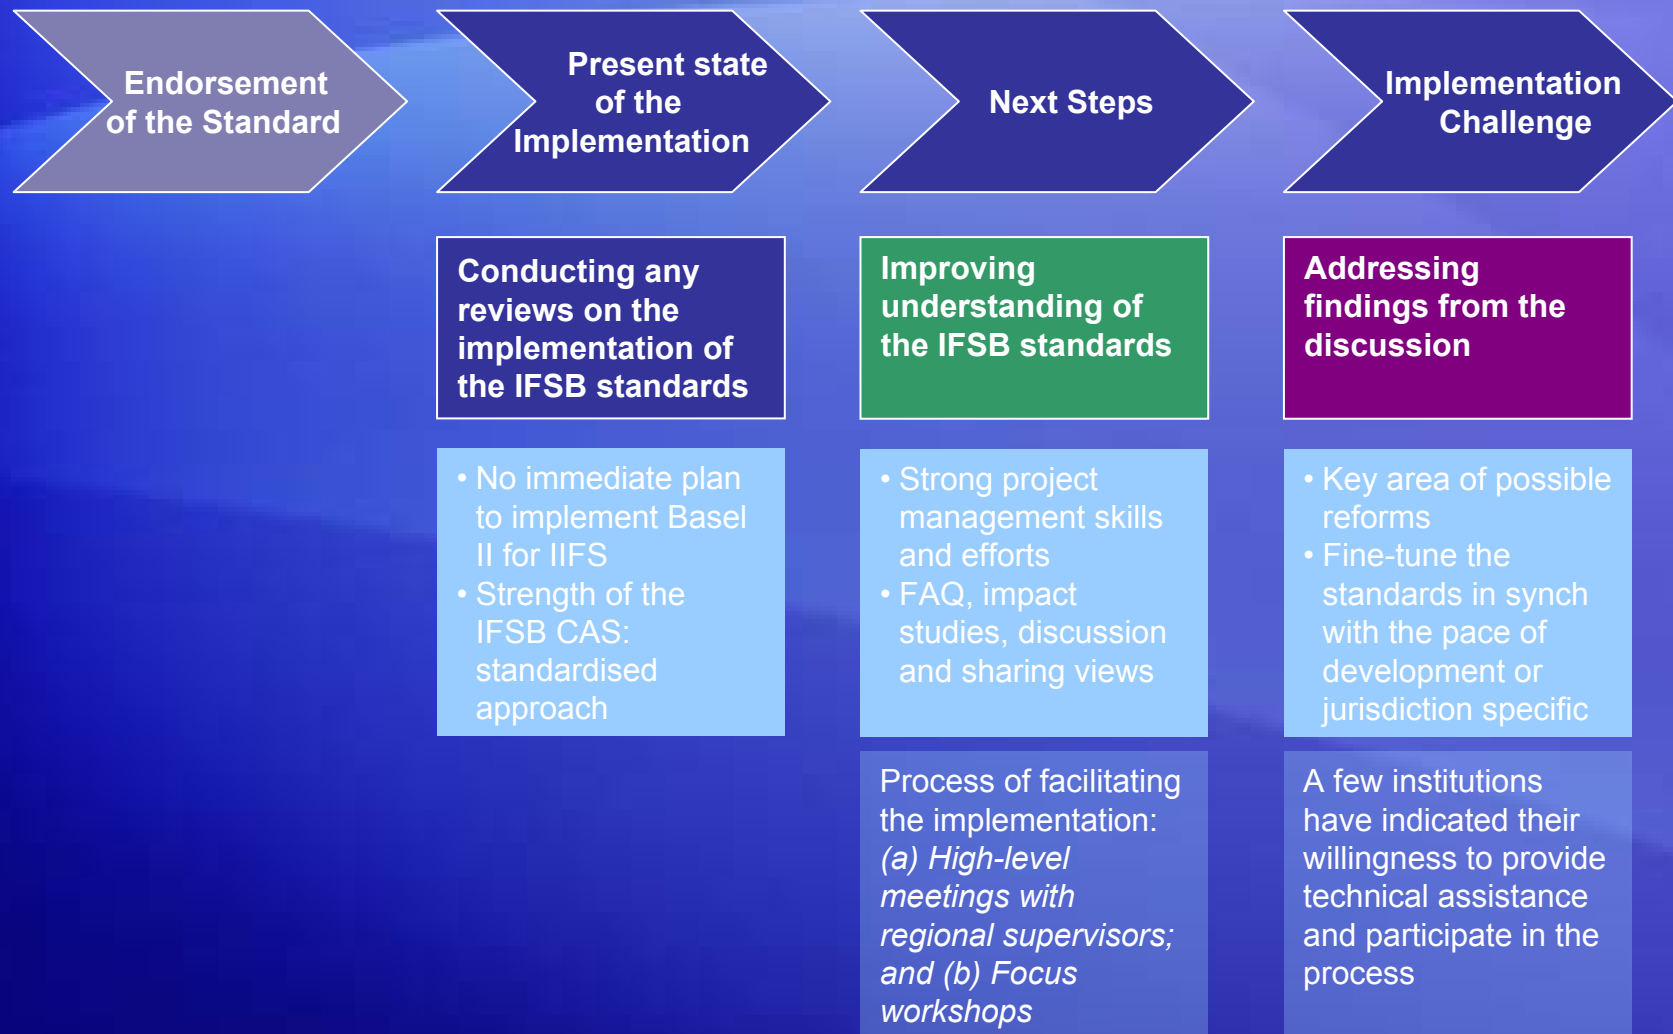 Endorsement
of the Standard
Present state
of the
Implementation
Next Steps
Implementation
Challenge
Conducting any
reviews on the
implementation of
the IFSB standards
• No immediate plan
to implement Basel
II for IIFS
• Strength of the
IFSB CAS:
standardised
approach
Improving
understanding of
the IFSB standards
• Strong project
management skills
and efforts
• FAQ, impact
studies, discussion
and sharing views
Process of facilitating
the implementation:
(a) High-level
meetings with
regional supervisors;
and (b) Focus
workshops
Addressing
findings from the
discussion
• Key area of possible
reforms
• Fine-tune the
standards in synch
with the pace of
development or
jurisdiction specific
A few institutions
have indicated their
willingness to provide
technical assistance
and participate in the
process